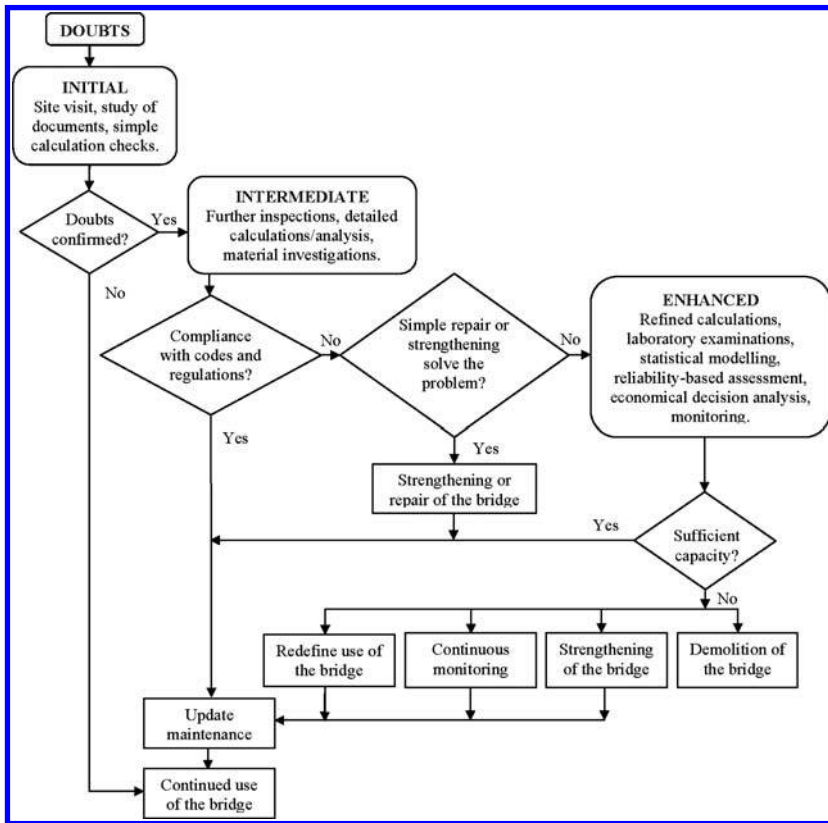 DOUBTS
INITIAL
Site visit, study of
documents, simple
calculation checks.
Doubts
confirmed?
Yes
No
INTERMEDIATE
Further inspections, detailed
calculations/analysis,
material investigations.
Compliance
with codes and
regulations?
No
Yes
Simple repair or
strengthening
solve the
problem?
No
Yes
ENHANCED
Refined calculations,
laboratory examinations,
statistical modelling,
reliability-based assessment,
economical decision analysis,
monitoring.
Strengthening or
repair of the bridge
Sufficient
capacity?
Yes
No
Redefine use of
the bridge
Continuous
monitoring
Strengthening
of the bridge
Demolition of
the bridge
Update
maintenance
Continued use
of the bridge